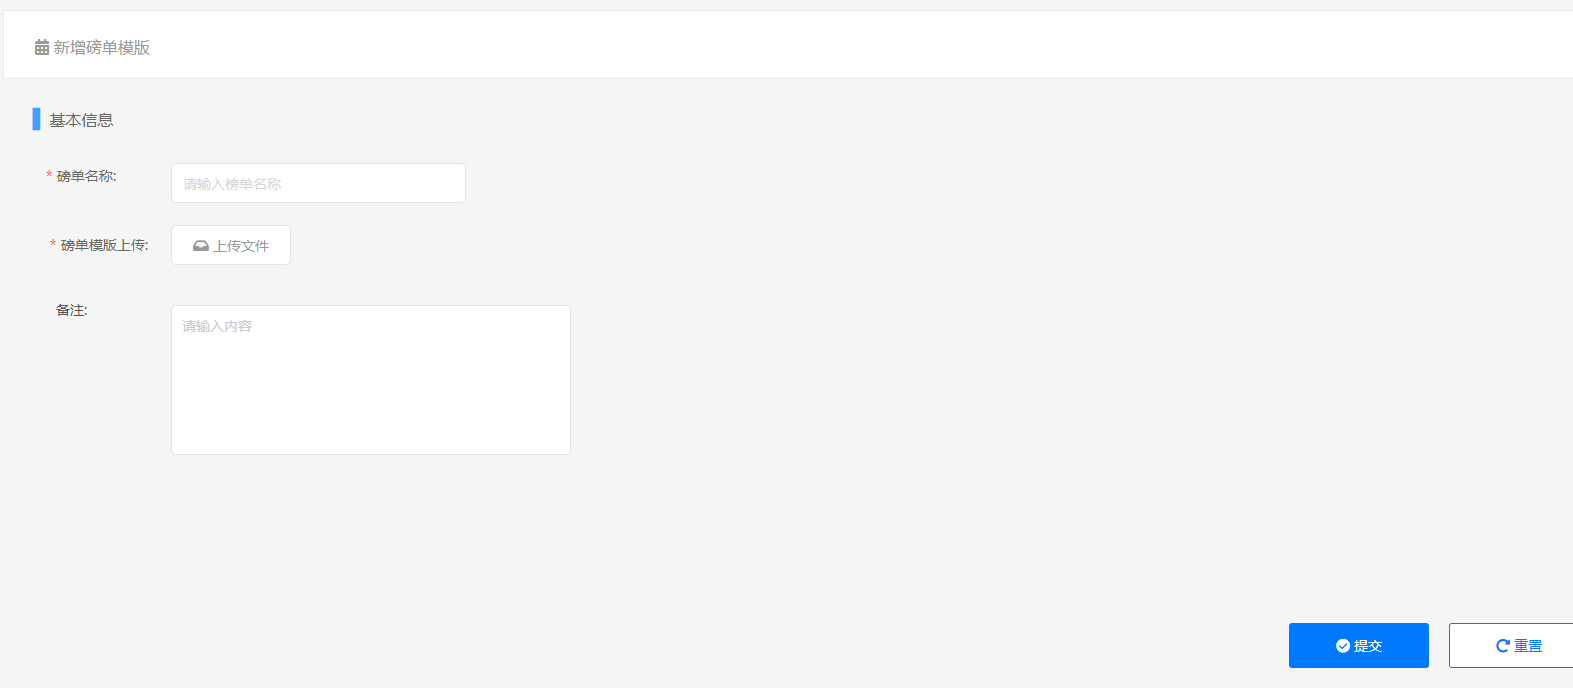 新增磅单模版
基本信息
* 磅单名称:
请输入榜单名称
* 磅单模版上传:
上传文件
备注:
请输入内容
提交
重置